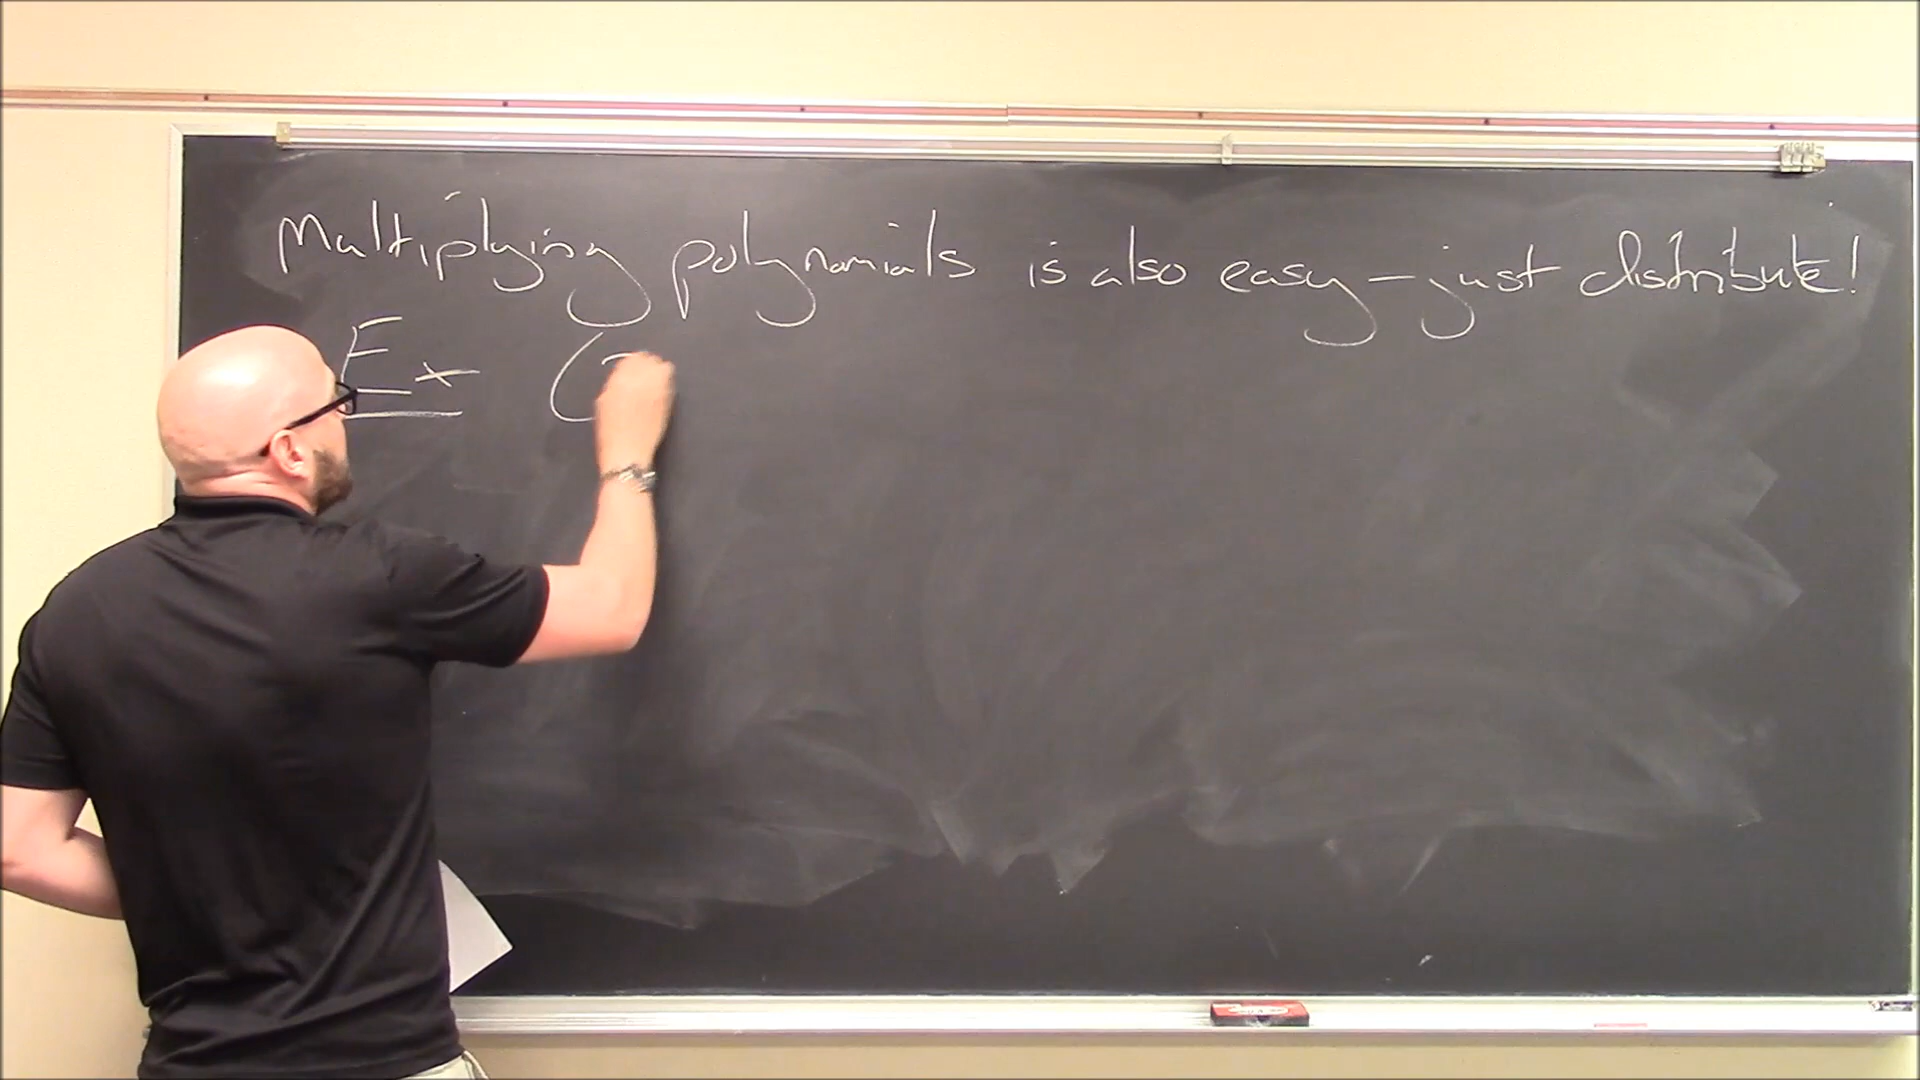 Multiplying polynomials is also easy – just distribute!
Ex (